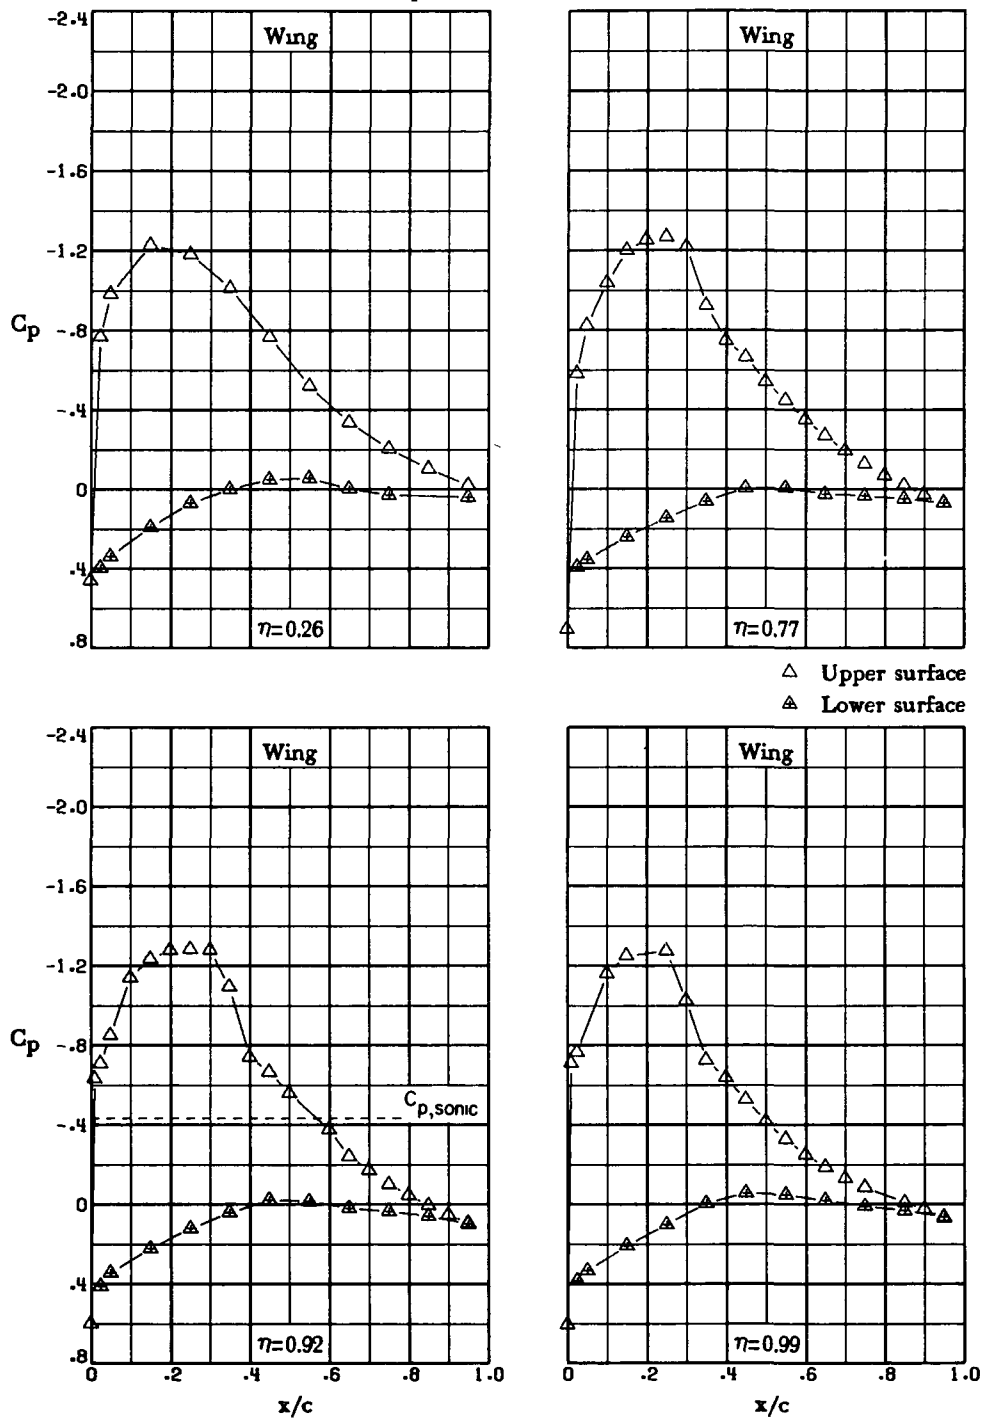 Wing
Wing
-2.4
-2.0
-1.6
-1.2
Cp
-.8
-.4
0
.4
.8
η=0.26
η=0.77
Upper surface
Lower surface
Wing
Wing
-2.4
-2.0
-1.6
-1.2
Cp
-.8
Cp,sonic
-.4
0
.4
.8
η=0.92
η=0.99
0 .2 .4 .6 .8 1.0
0 .2 .4 .6 .8 1.0
x/c
x/c